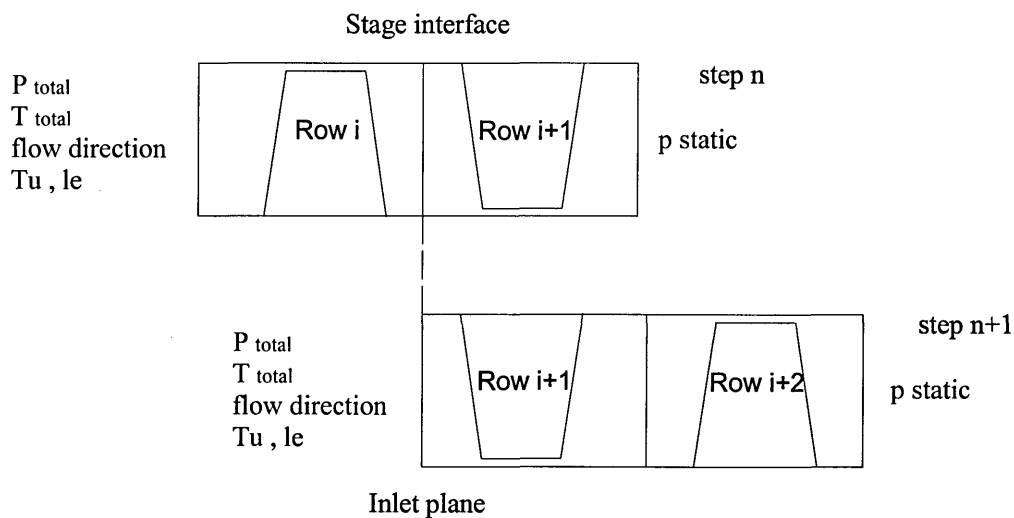 Stage interface
P total
T total
flow direction
Tu , le
Row i
Row i+1
step n
p static
P total
T total
flow direction
Tu , le
Row i+1
Row i+2
step n+1
p static
Inlet plane